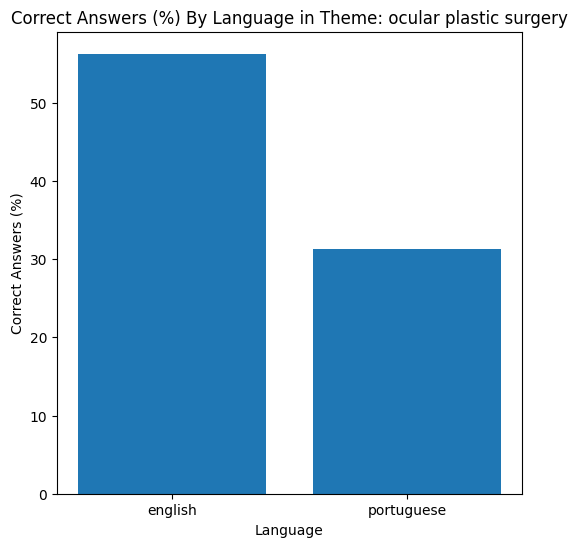 Correct Answers (%) By Language in Theme: ocular plastic surgery
Correct Answers (%)
50
40
30
20
10
0
english
portuguese
Language